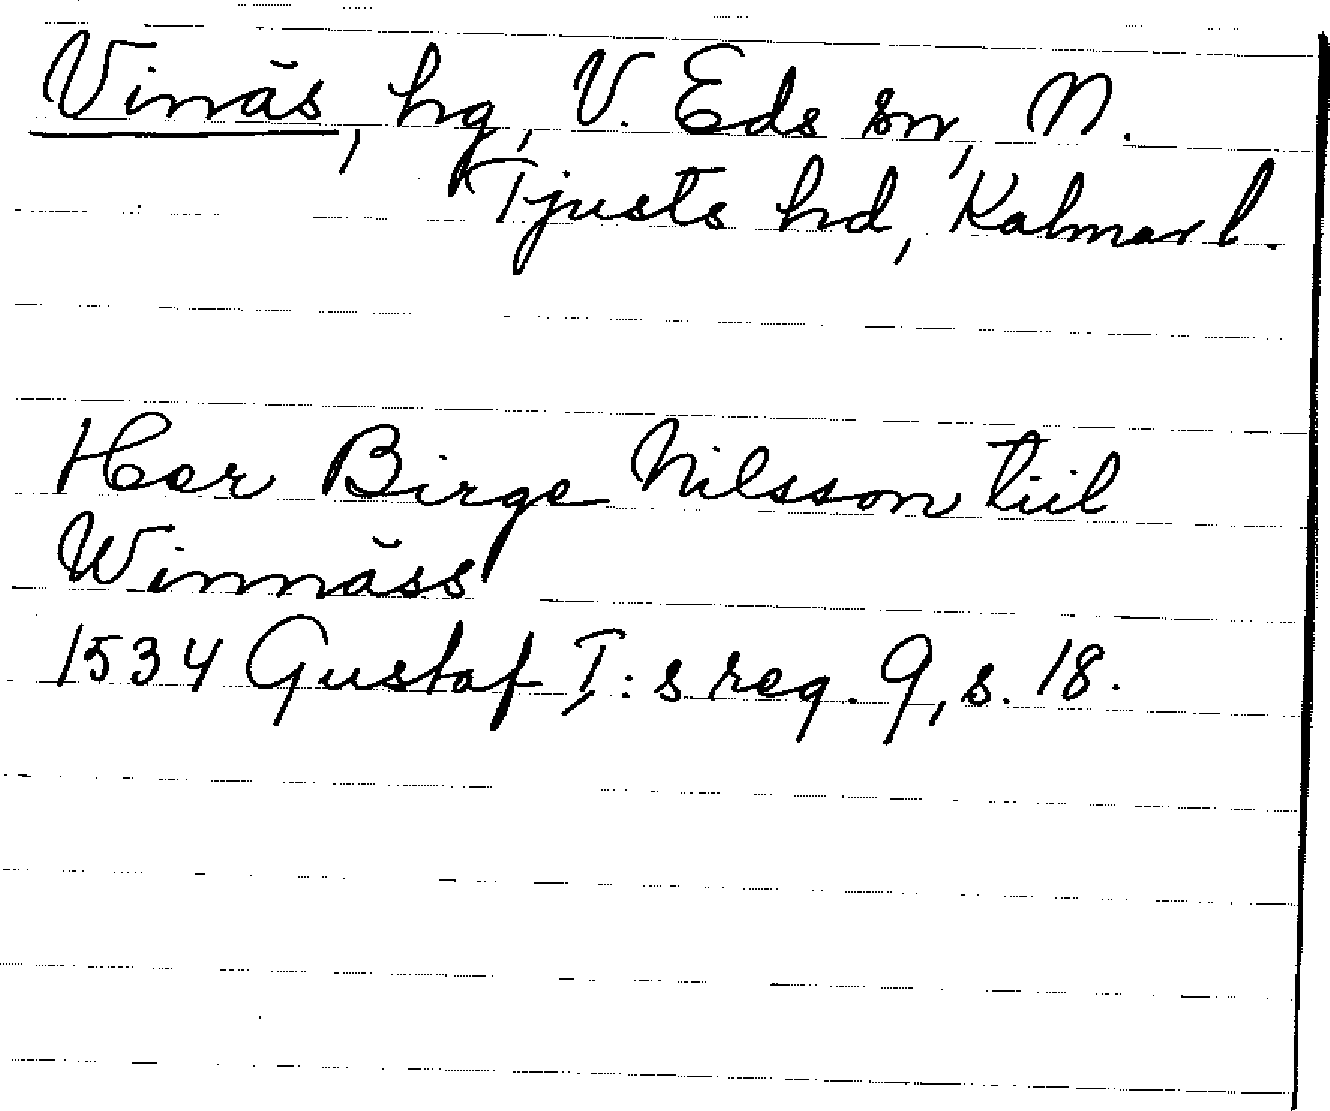 Vinäs, hg, V. Eds sn, N.
Tjusts hd, Kalmar l.
Her Birge Nilsson tiil
Winnäss
1534 Gustaf I:s reg. 9, s. 18.